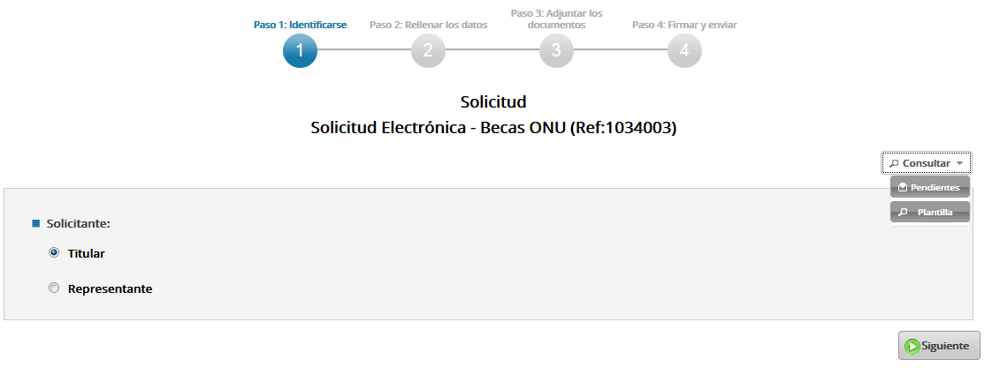 Paso 1: Identificarse
Paso 2: Rellenar los datos
Paso 3: Adjuntar los
documentos
Paso 4: Firmar y enviar
1
2
3
4
Solicitud
Solicitud Electrónica - Becas ONU (Ref:1034003)
Consultar
Pendientes
Plantilla
Solicitante:
Titular
Representante
Siguiente